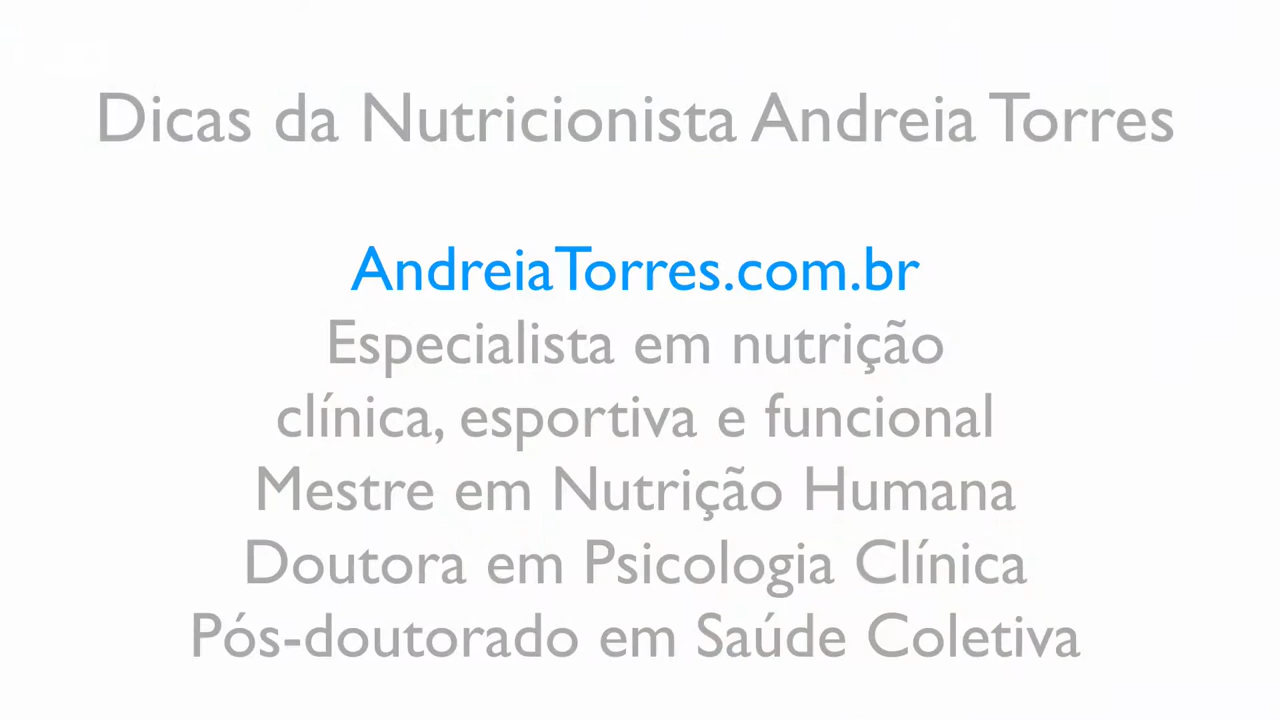 Dicas da Nutricionista Andreia Torres
AndreiaTorres.com.br
Especialista em nutrição
clínica, esportiva e funcional
Mestre em Nutrição Humana
Doutora em Psicologia Clínica
Pós-doutorado em Saúde Coletiva